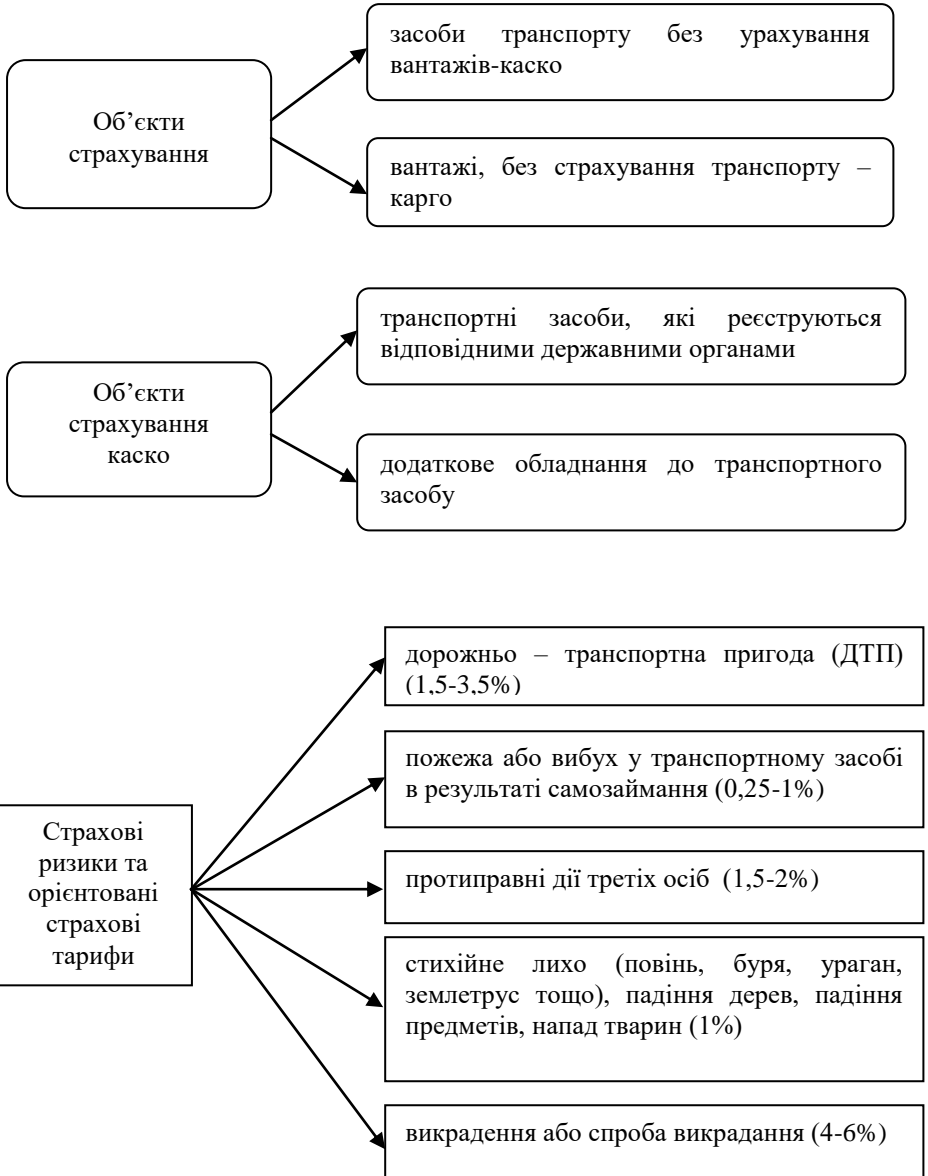 Об’єкти
страхування
засоби транспорту без урахування
вантажів-каско
вантажі, без страхування транспорту –
карго
Об’єкти
страхування
каско
транспортні засоби, які реєструються
відповідними державними органами
додаткове обладнання до транспортного
засобу
Страхові
ризики та
орієнтовані
страхові
тарифи
дорожньо – транспортна пригода (ДТП)
(1,5-3,5%)
пожежа або вибух у транспортному засобі
в результаті самозаймання (0,25-1%)
протиправні дії третіх осіб (1,5-2%)
стихійне лихо (повінь, буря, ураган,
землетрус тощо), падіння дерев, падіння
предметів, напад тварин (1%)
викрадення або спроба викрадання (4-6%)